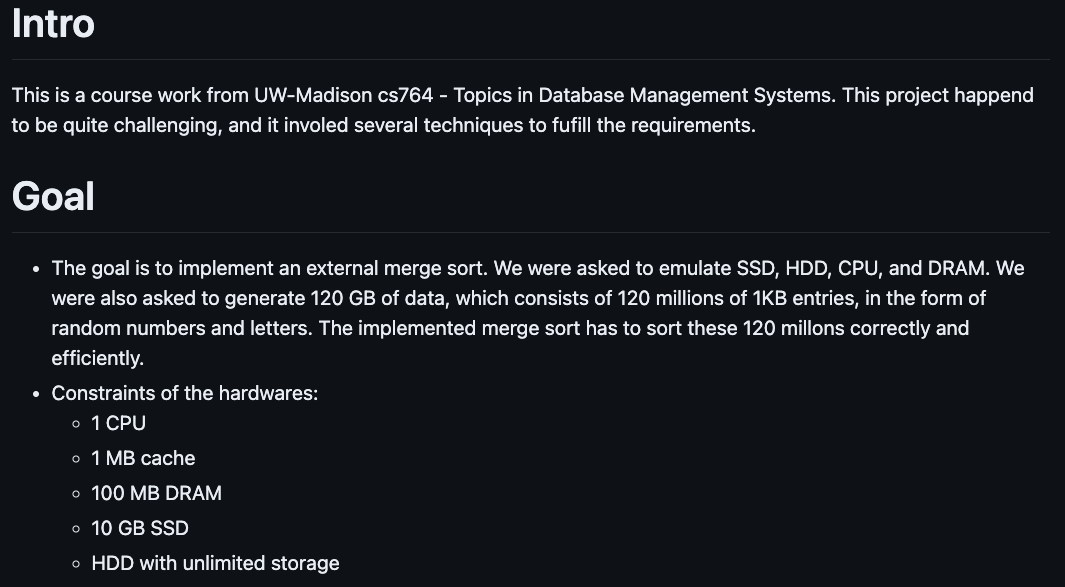 Intro
This is a course work from UW-Madison cs764 - Topics in Database Management Systems. This project happend
to be quite challenging, and it involed several techniques to fufill the requirements.
Goal
• The goal is to implement an external merge sort. We were asked to emulate SSD, HDD, CPU, and DRAM. We
were also asked to generate 120 GB of data, which consists of 120 millions of 1KB entries, in the form of
random numbers and letters. The implemented merge sort has to sort these 120 millons correctly and
efficiently.
• Constraints of the hardwares:
◦ 1 CPU
◦ 1 MB cache
◦ 100 MB DRAM
◦ 10 GB SSD
◦ HDD with unlimited storage